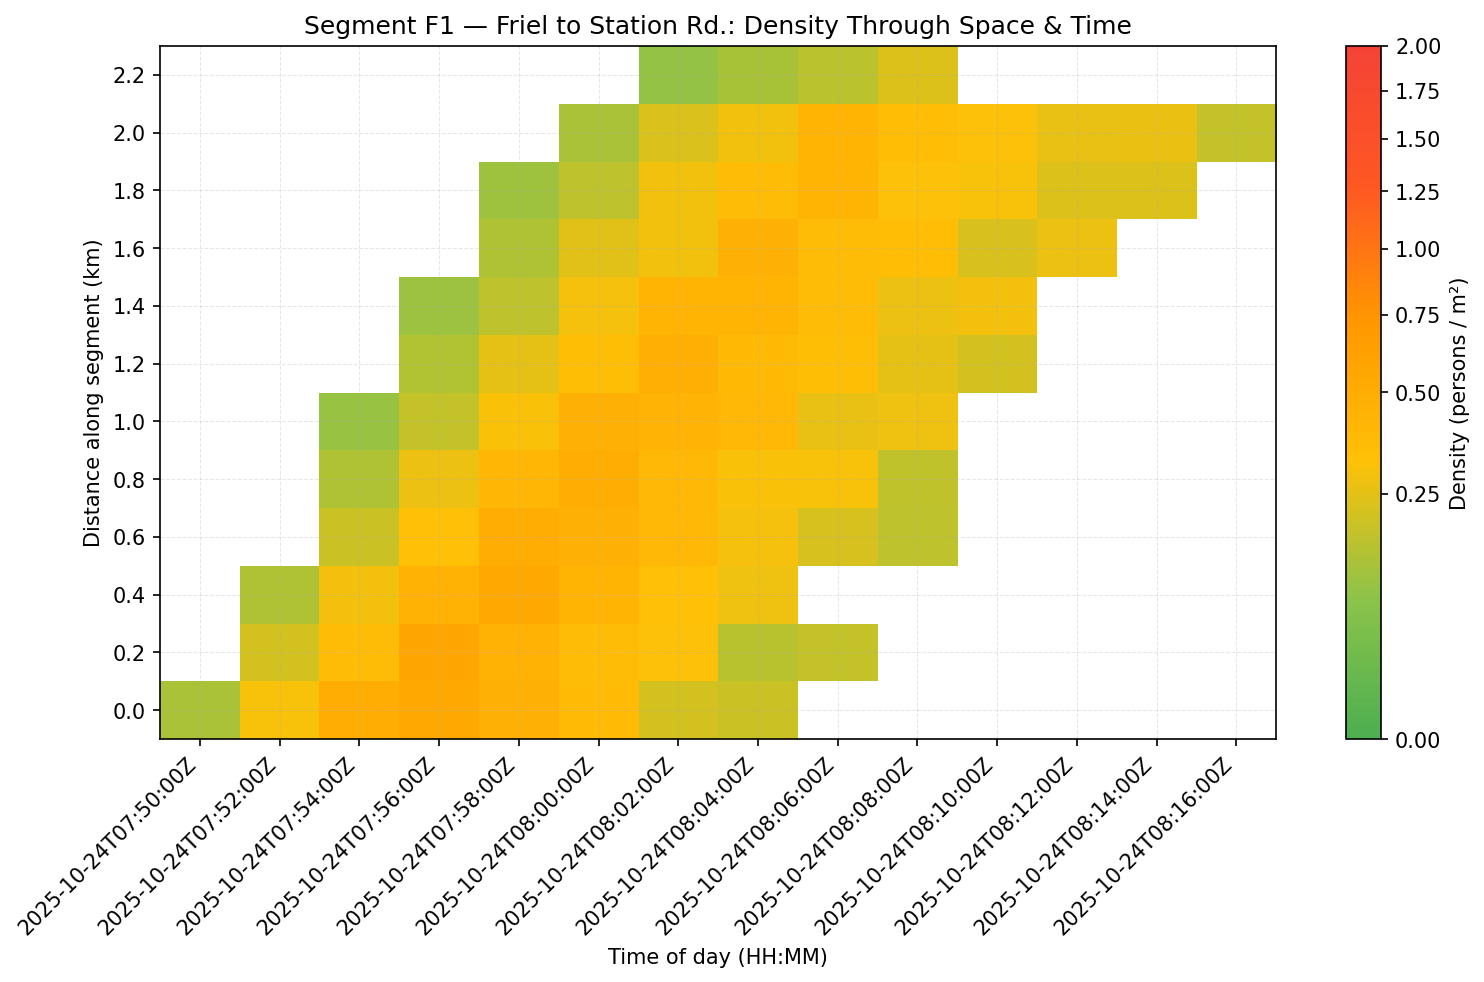 Segment F1 — Friel to Station Rd.: Density Through Space & Time
Distance along segment (km)
2.2
2.0
1.8
1.6
1.4
1.2
1.0
0.8
0.6
0.4
0.2
0.0
2025-10-24T07:50:00Z
2025-10-24T07:52:00Z
2025-10-24T07:54:00Z
2025-10-24T07:56:00Z
2025-10-24T07:58:00Z
2025-10-24T08:00:00Z
2025-10-24T08:02:00Z
2025-10-24T08:04:00Z
2025-10-24T08:06:00Z
2025-10-24T08:08:00Z
2025-10-24T08:10:00Z
2025-10-24T08:12:00Z
2025-10-24T08:14:00Z
2025-10-24T08:16:00Z
Time of day (HH:MM)
2.00
1.75
1.50
1.25
1.00
0.75
0.50
0.25
0.00
Density (persons / m²)